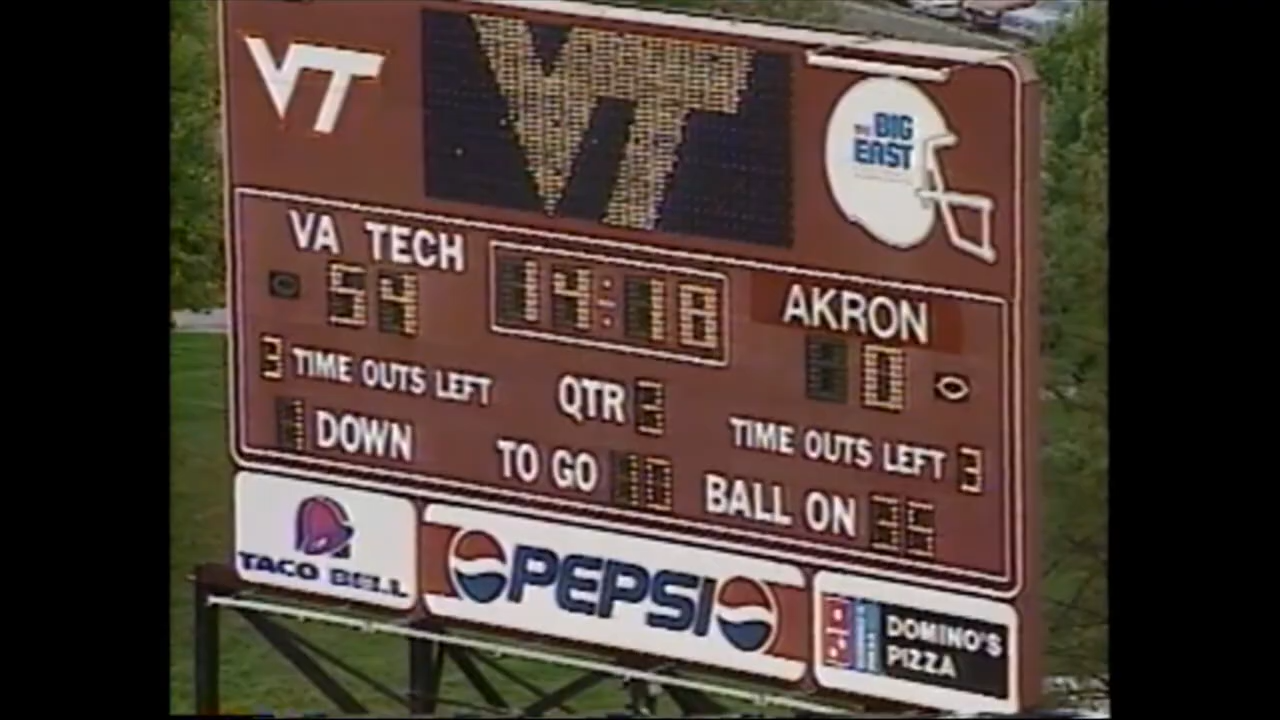 VT
VT
THE BIG
EAST
VA TECH
54
14:18
AKRON
0
3 TIME OUTS LEFT
QTR 3
TIME OUTS LEFT 3
1 DOWN
TO GO 10
BALL ON 35
TACO BELL
PEPSI
DOMINO'S
PIZZA